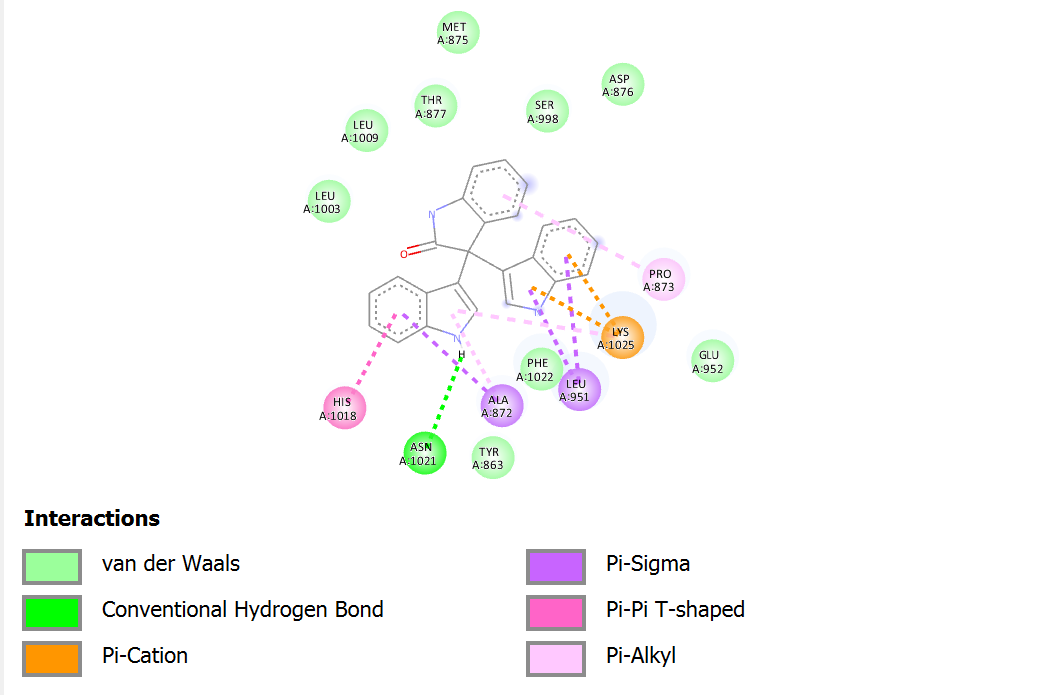 MET
A:875
ASP
A:876
THR
A:877
SER
A:998
LEU
A:1009
LEU
A:1003
N
O
PRO
A:873
N
LYS
A:1025
N
H
PHE
A:1022
GLU
A:952
LEU
A:951
HIS
A:1018
ALA
A:872
ASN
A:1021
TYR
A:863
Interactions
van der Waals
Conventional Hydrogen Bond
Pi-Cation
Pi-Sigma
Pi-Pi T-shaped
Pi-Alkyl